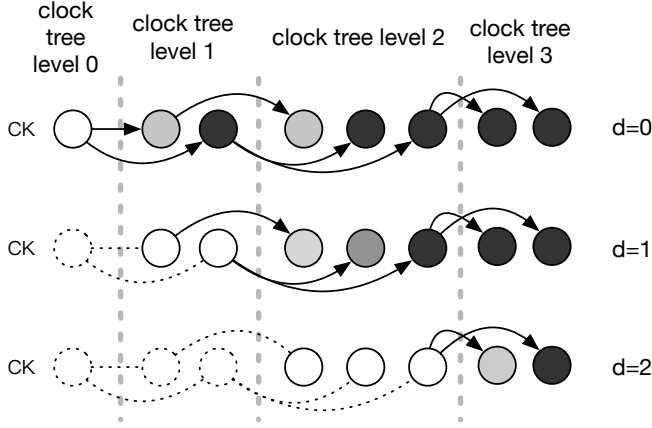 clock
tree
level 0
clock tree
level 1
clock tree level 2
clock tree
level 3
CK
d=0
CK
d=1
CK
d=2